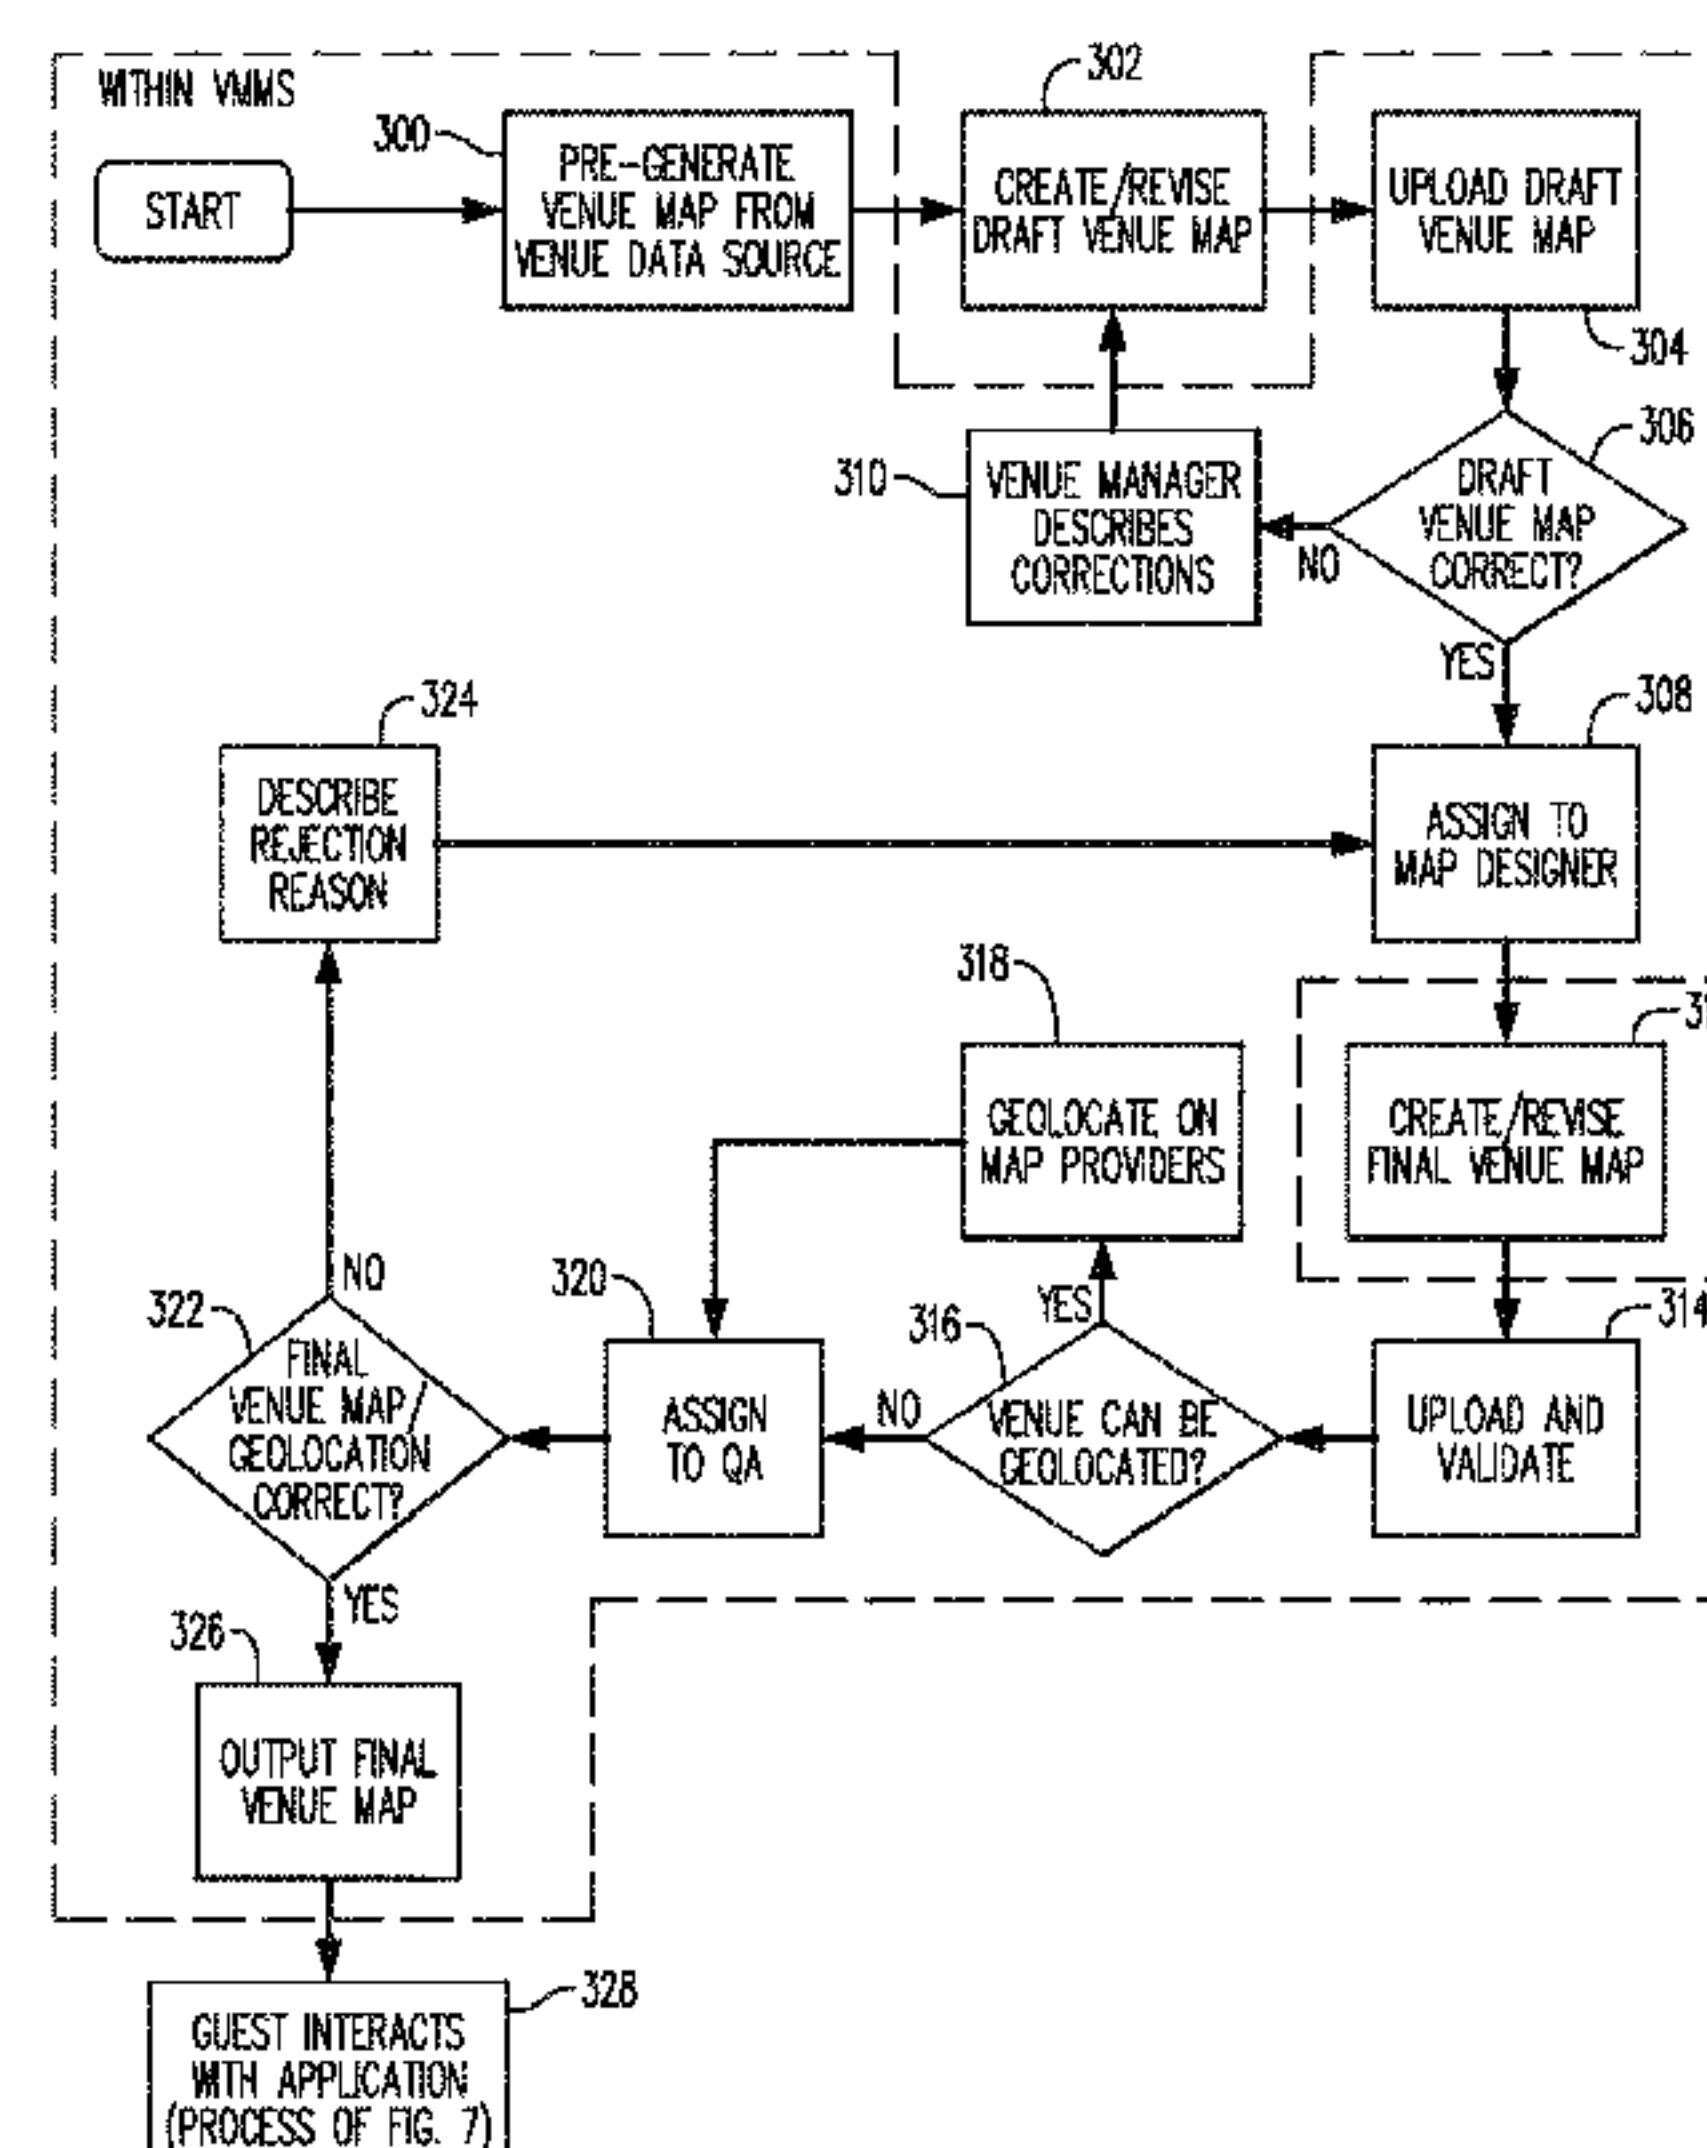 WITHIN VMMS
START
300
PRE-GENERATE
VENUE MAP FROM
VENUE DATA SOURCE
302
CREATE/REVISE
DRAFT VENUE MAP
UPLOAD DRAFT
VENUE MAP
304
306
DRAFT
VENUE MAP
CORRECT?
NO
YES
310
VENUE MANAGER
DESCRIBES
CORRECTIONS
308
ASSIGN TO
MAP DESIGNER
324
DESCRIBE
REJECTION
REASON
CREATE/REVISE
FINAL VENUE MAP
314
UPLOAD AND
VALIDATE
316
VENUE CAN BE
GEOLOCATED?
YES
NO
318
GEOLOCATE ON
MAP PROVIDERS
320
ASSIGN
TO QA
322
FINAL
VENUE MAP/
GEOLOCATION
CORRECT?
NO
YES
326
OUTPUT FINAL
VENUE MAP
328
GUEST INTERACTS
WITH APPLICATION
(PROCESS OF FIG. 7)